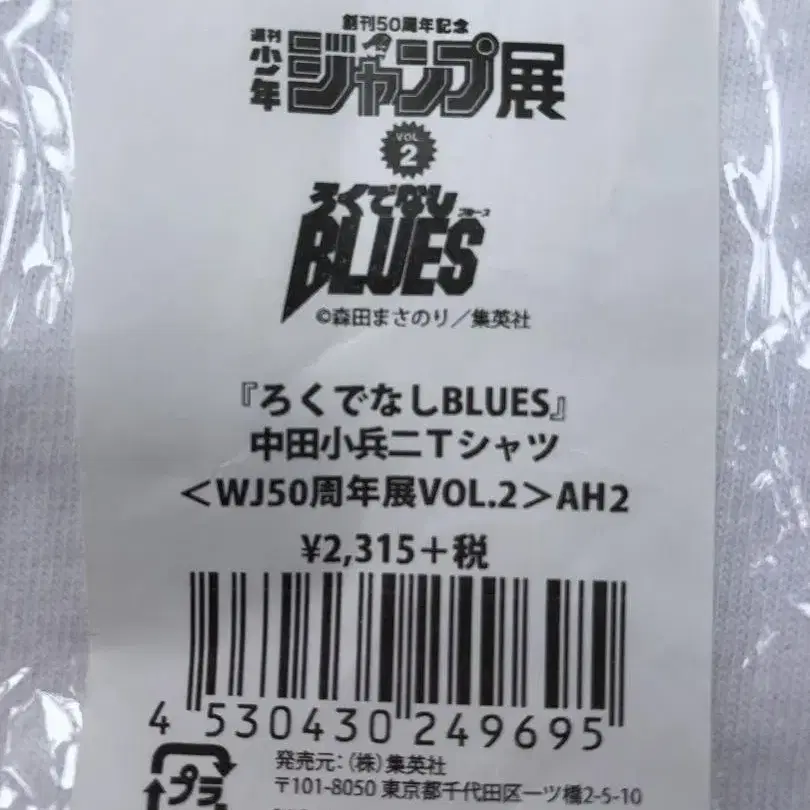 創刊50周年記念
週刊少年ジャンプ展
VOL.
2
ろくでなし
ブルース
BLUES
©森田まさのり／集英社
『ろくでなしBLUES』
中田小兵二Tシャツ
＜WJ50周年展VOL.2＞AH2
¥2,315+税
4 530430 249695
プラ
発売元:(株)集英社
〒101-8050 東京都千代田区一ツ橋2-5-10